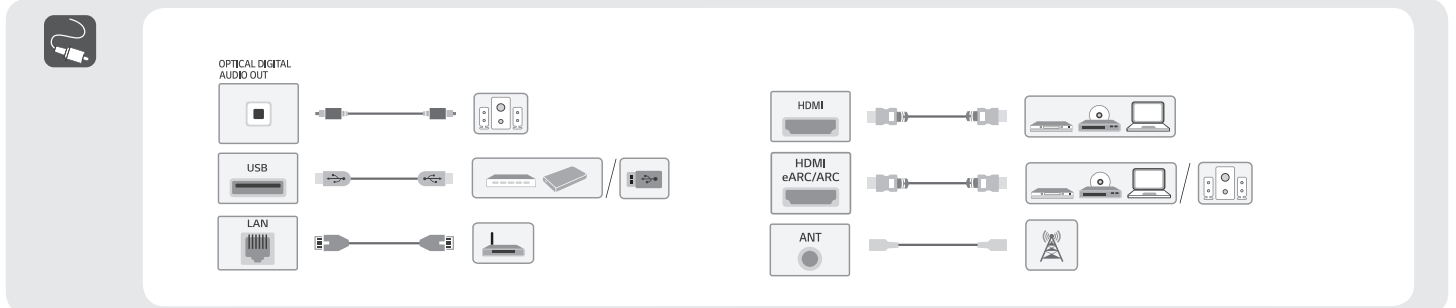 OPTICAL DIGITAL
AUDIO OUT
USB
LAN
HDMI
HDMI
eARC/ARC
ANT